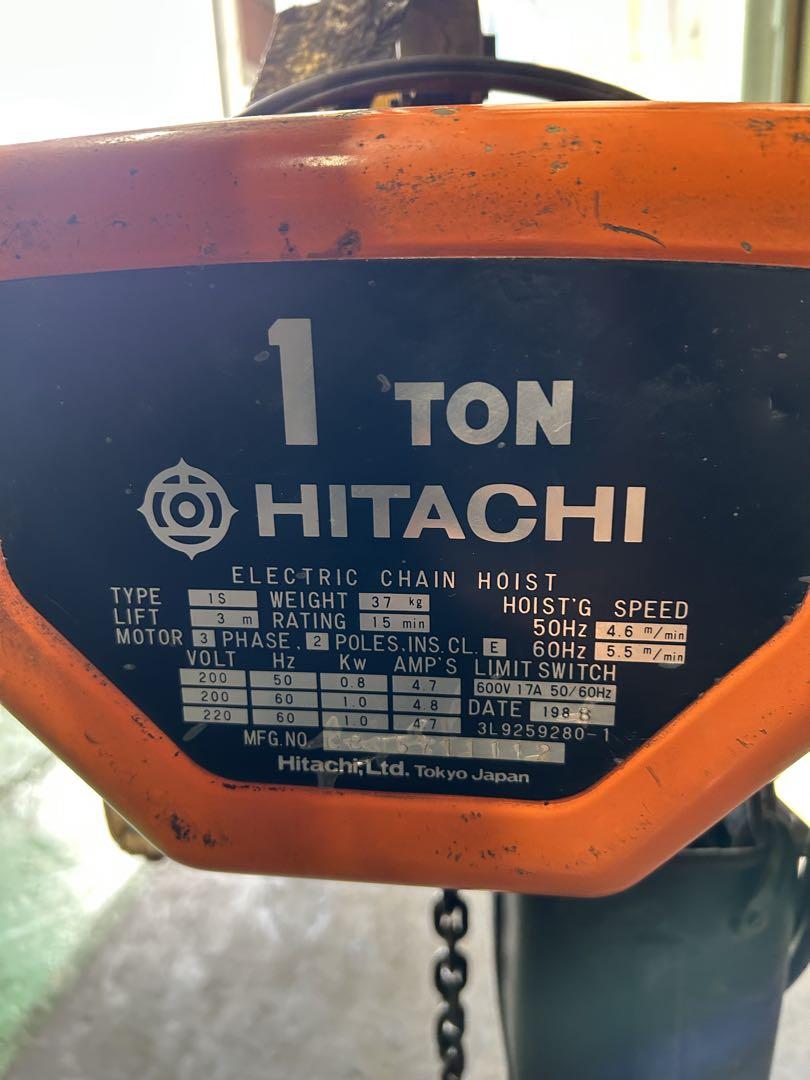 1 TON
HITACHI
ELECTRIC CHAIN HOIST
TYPE 1S WEIGHT 37 kg HOIST'G SPEED
LIFT 3 m RATING 15 min 50Hz 4.6 m/min
MOTOR 3 PHASE, 2 POLES, INS. CL. E 60Hz 5.5 m/min
VOLT Hz Kw AMP'S LIMIT SWITCH
200 50 0.8 4.7 600V 17A 50/60Hz
200 60 1.0 4.8 DATE 1988
220 60 1.0 4.7 3L9259280-1
MFG.NO.
Hitachi, Ltd. Tokyo Japan